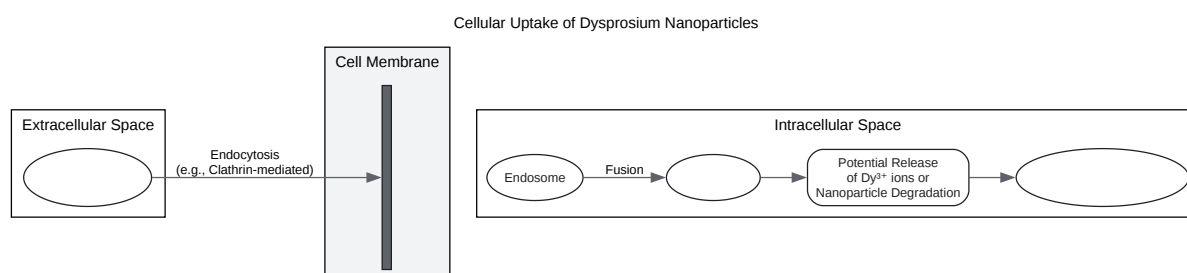 Cellular Uptake of Dysprosium Nanoparticles
Cell Membrane
Extracellular Space
Endocytosis
(e.g., Clathrin-mediated)
Intracellular Space
Endosome
Fusion
Potential Release
of Dy³⁺ ions or
Nanoparticle Degradation